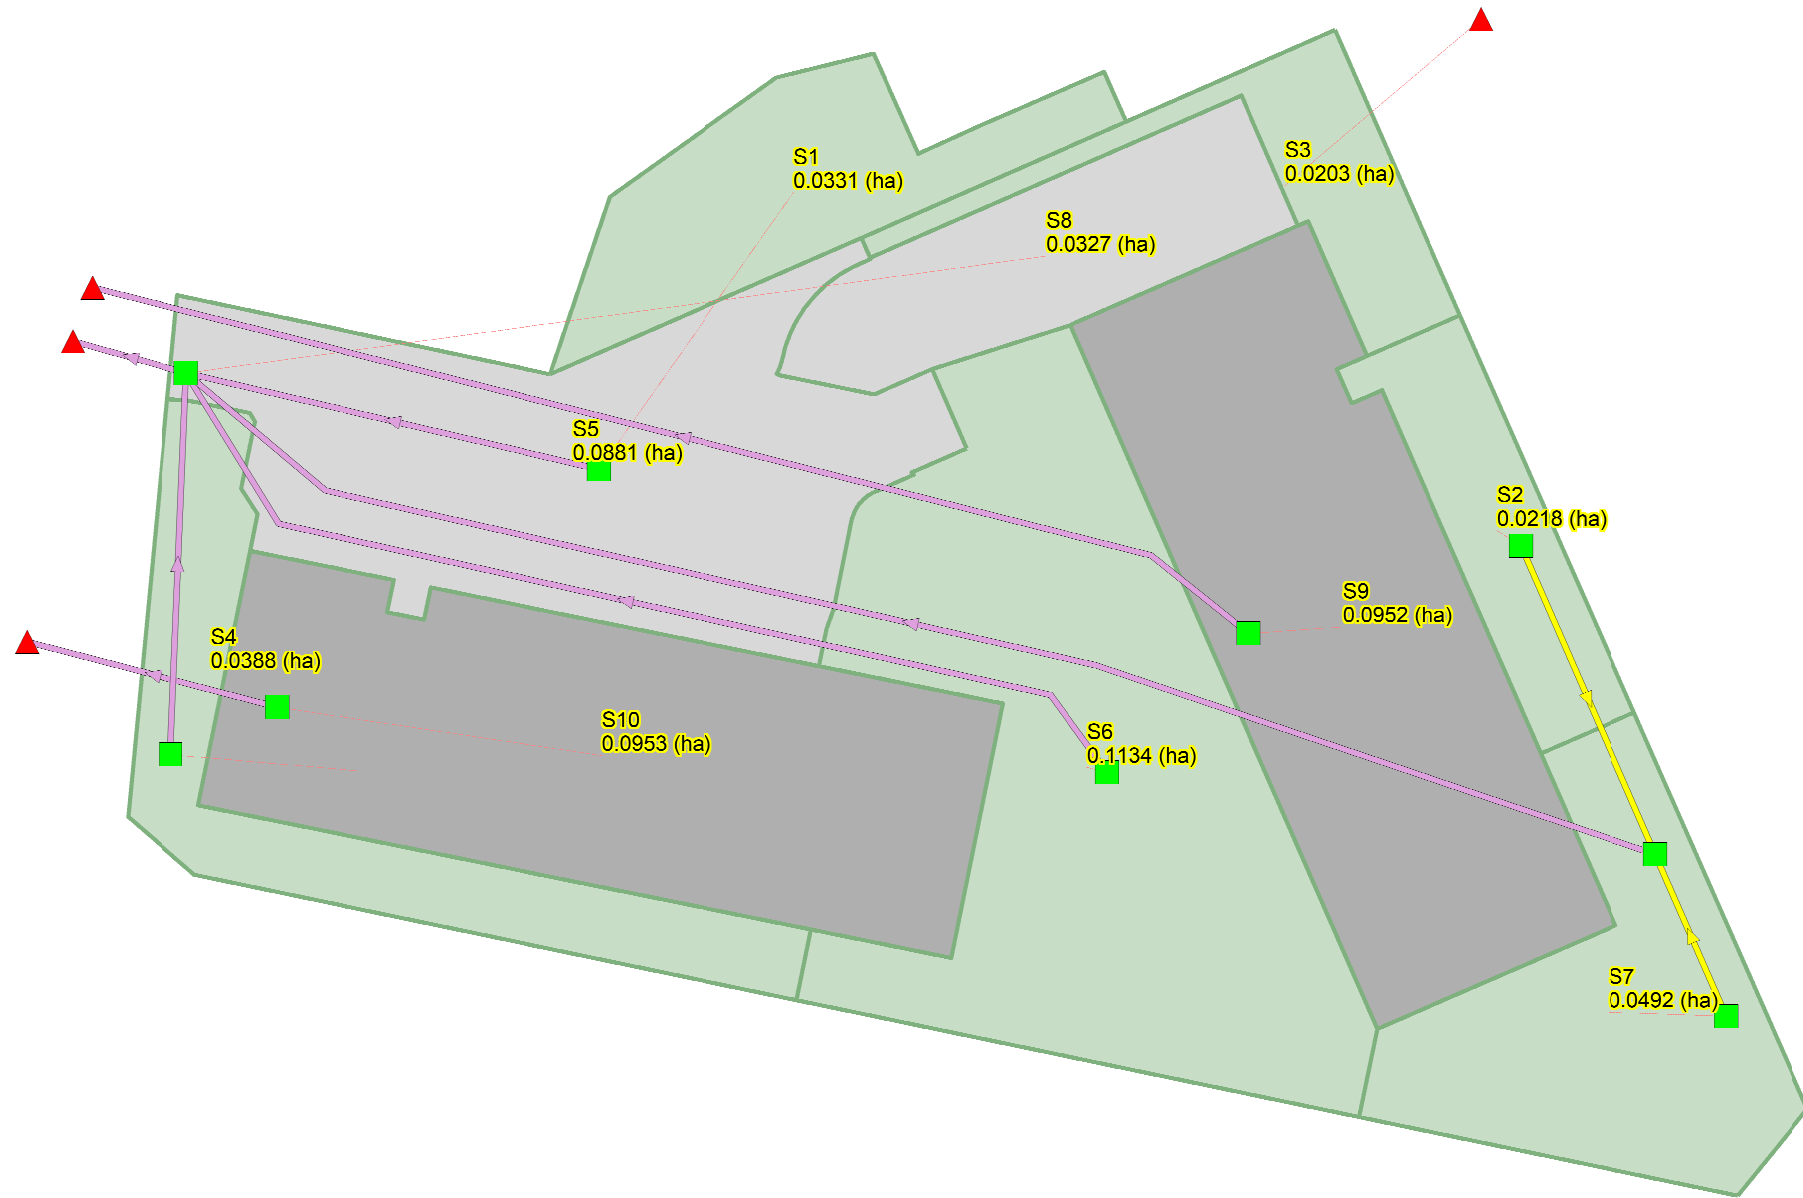 S1
0.0331 (ha)
S3
0.0203 (ha)
S8
0.0327 (ha)
S5
0.0881 (ha)
S2
0.0218 (ha)
S9
0.0952 (ha)
S4
0.0388 (ha)
S10
0.0953 (ha)
S6
0.1134 (ha)
S7
0.0492 (ha)